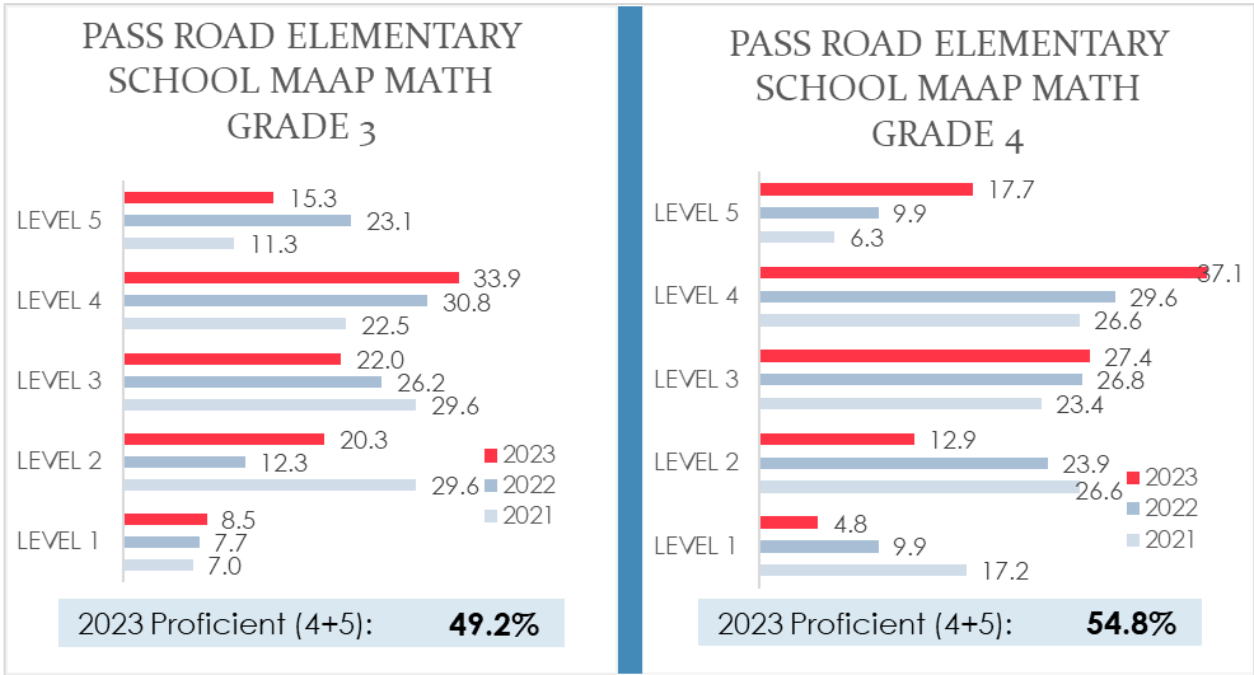 PASS ROAD ELEMENTARY
SCHOOL MAAP MATH
GRADE 3
LEVEL 5
15.3
23.1
11.3
LEVEL 4
33.9
30.8
22.5
LEVEL 3
22.0
26.2
29.6
LEVEL 2
20.3
12.3
29.6
LEVEL 1
8.5
7.7
7.0
2023
2022
2021
2023 Proficient (4+5): 49.2%
PASS ROAD ELEMENTARY
SCHOOL MAAP MATH
GRADE 4
LEVEL 5
17.7
9.9
6.3
LEVEL 4
37.1
29.6
26.6
LEVEL 3
27.4
26.8
23.4
LEVEL 2
12.9
23.9
26.6
LEVEL 1
4.8
9.9
17.2
2023
2022
2021
2023 Proficient (4+5): 54.8%